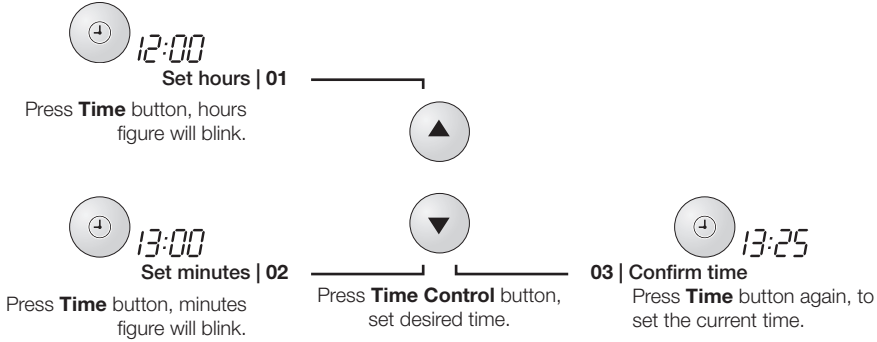 12:00
Set hours | 01
Press Time button, hours
figure will blink.
13:00
Set minutes | 02
Press Time button, minutes
figure will blink.
Press Time Control button,
set desired time.
13:25
03 | Confirm time
Press Time button again, to
set the current time.